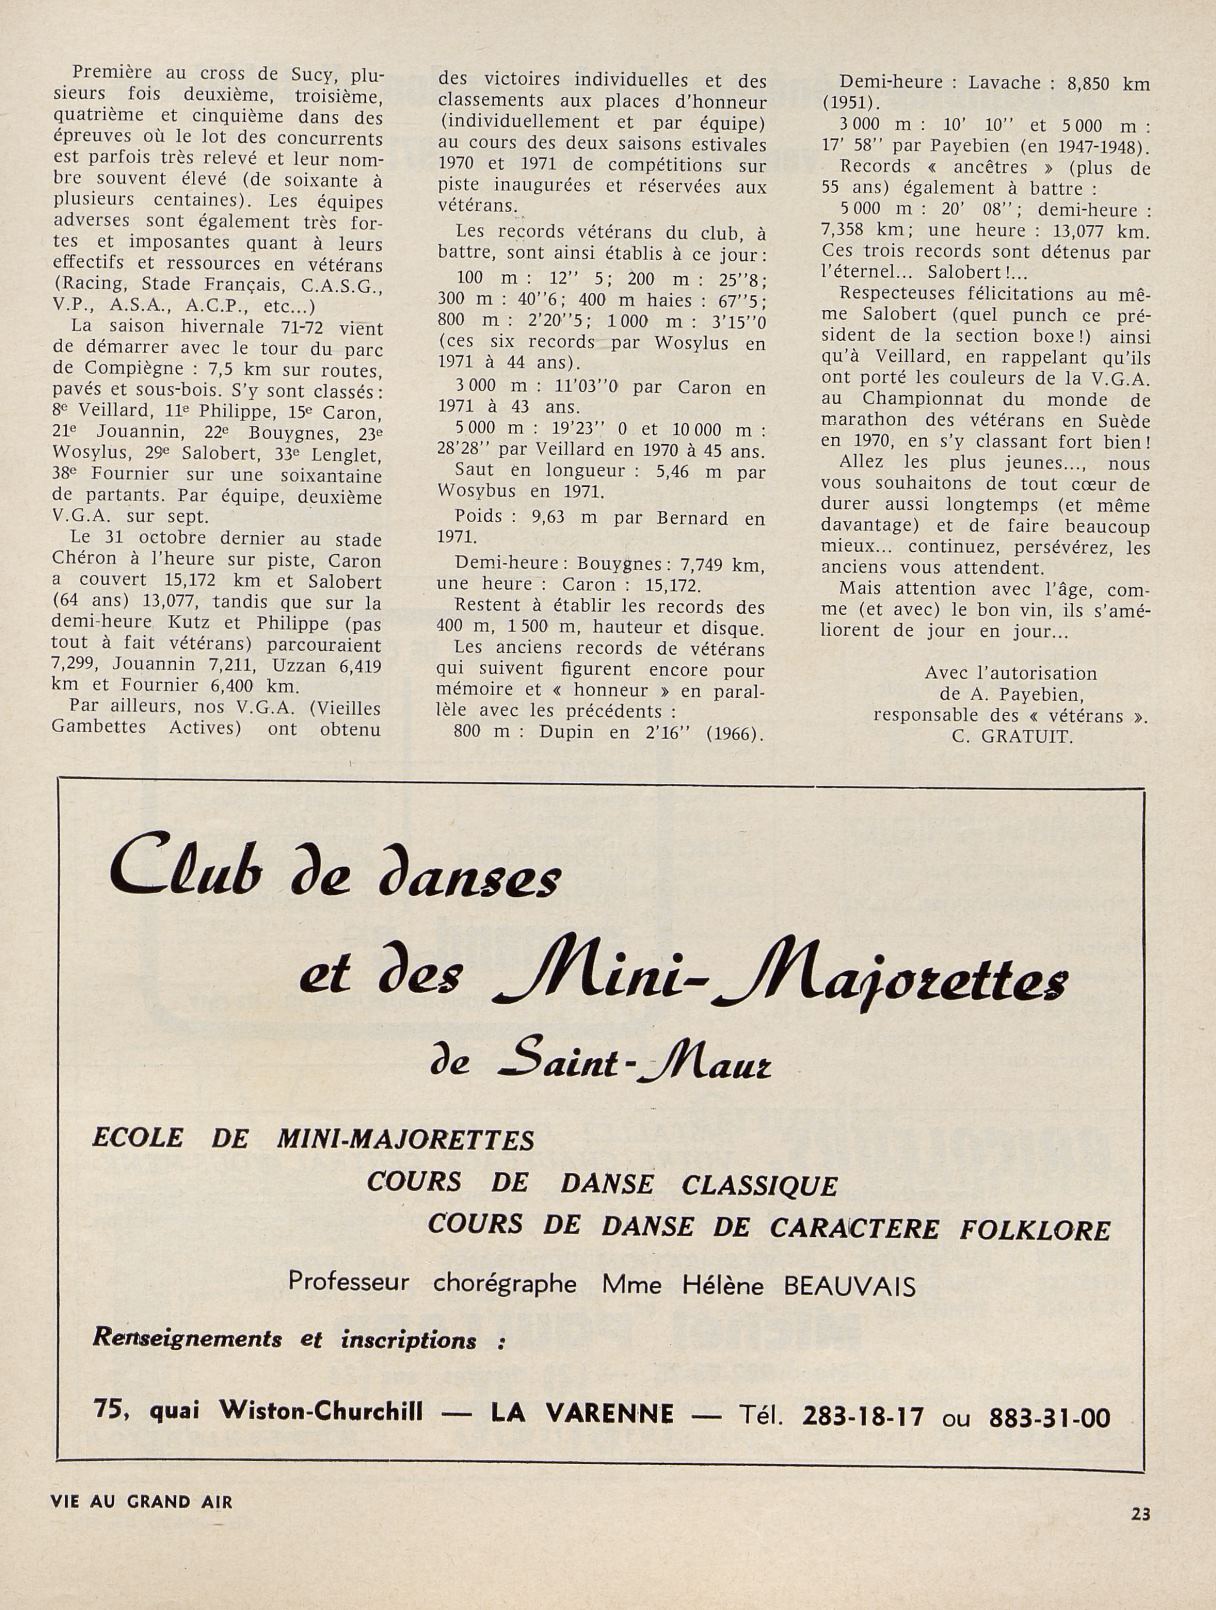 Première au cross de Sucy, plu-
sieurs fois deuxième, troisième,
quatrième et cinquième dans des
épreuves où le lot des concurrents
est parfois très relevé et leur nom-
bre souvent élevé (de soixante à
plusieurs centaines). Les équipes
adverses sont également très for-
tes et imposantes quant à leurs
effectifs et ressources en vétérans
(Racing, Stade Français, C.A.S.G.,
V.P., A.S.A., A.C.P., etc...)
La saison hivernale 71-72 vient
de démarrer avec le tour du parc
de Compiègne : 7,5 km sur routes,
pavés et sous-bois. S'y sont classés :
8e Veillard, 11e Philippe, 15e Caron,
21e Jouannin, 22e Bouygnes, 23e
Wosylus, 29e Salobert, 33e Lenglet,
38e Fournier sur une soixantaine
de partants. Par équipe, deuxième
V.G.A. sur sept.
Le 31 octobre dernier au stade
Chéron à l'heure sur piste, Caron
a couvert 15,172 km et Salobert
(64 ans) 13,077, tandis que sur la
demi-heure Kutz et Philippe (pas
tout à fait vétérans) parcouraient
7,299, Jouannin 7,211, Uzzan 6,419
km et Fournier 6,400 km.
Par ailleurs, nos V.G.A. (Vieilles
Gambettes Actives) ont obtenu
des victoires individuelles et des
classements aux places d'honneur
(individuellement et par équipe)
au cours des deux saisons estivales
1970 et 1971 de compétitions sur
piste inaugurées et réservées aux
vétérans.
Les records vétérans du club, à
battre, sont ainsi établis à ce jour :
100 m : 12'' 5; 200 m : 25''8;
300 m : 40''6; 400 m haies : 67''5;
800 m : 2'20''5; 1 000 m : 3'15''0
(ces six records par Wosylus en
1971 à 44 ans).
3 000 m : 11'03''0 par Caron en
1971 à 43 ans.
5 000 m : 19'23'' 0 et 10 000 m :
28'28'' par Veillard en 1970 à 45 ans.
Saut en longueur : 5,46 m par
Wosybus en 1971.
Poids : 9,63 m par Bernard en
1971.
Demi-heure : Bouygnes : 7,749 km,
une heure : Caron : 15,172.
Restent à établir les records des
400 m, 1 500 m, hauteur et disque.
Les anciens records de vétérans
qui suivent figurent encore pour
mémoire et « honneur » en paral-
lèle avec les précédents :
800 m : Dupin en 2'16'' (1966).
Demi-heure : Lavache : 8,850 km
(1951).
3 000 m : 10' 10'' et 5 000 m :
17' 58'' par Payebien (en 1947-1948).
Records « ancêtres » (plus de
55 ans) également à battre :
5 000 m : 20' 08''; demi-heure :
7,358 km; une heure : 13,077 km.
Ces trois records sont détenus par
l'éternel... Salobert !...
Respecteuses félicitations au mê-
me Salobert (quel punch ce pré-
sident de la section boxe !) ainsi
qu'à Veillard, en rappelant qu'ils
ont porté les couleurs de la V.G.A.
au Championnat du monde de
marathon des vétérans en Suède
en 1970, en s'y classant fort bien !
Allez les plus jeunes..., nous
vous souhaitons de tout cœur de
durer aussi longtemps (et même
davantage) et de faire beaucoup
mieux... continuez, persévérez, les
anciens vous attendent.
Mais attention avec l'âge, com-
me (et avec) le bon vin, ils s'amé-
liorent de jour en jour...
Avec l'autorisation
de A. Payebien,
responsable des « vétérans ».
C. GRATUIT.
Club de danses
et des Mini-Majorettes
de Saint-Maur
ECOLE DE MINI-MAJORETTES
COURS DE DANSE CLASSIQUE
COURS DE DANSE DE CARACTERE FOLKLORE
Professeur chorégraphe Mme Hélène BEAUVAIS
Renseignements et inscriptions :
75, quai Wiston-Churchill — LA VARENNE — Tél. 283-18-17 ou 883-31-00
VIE AU GRAND AIR
23